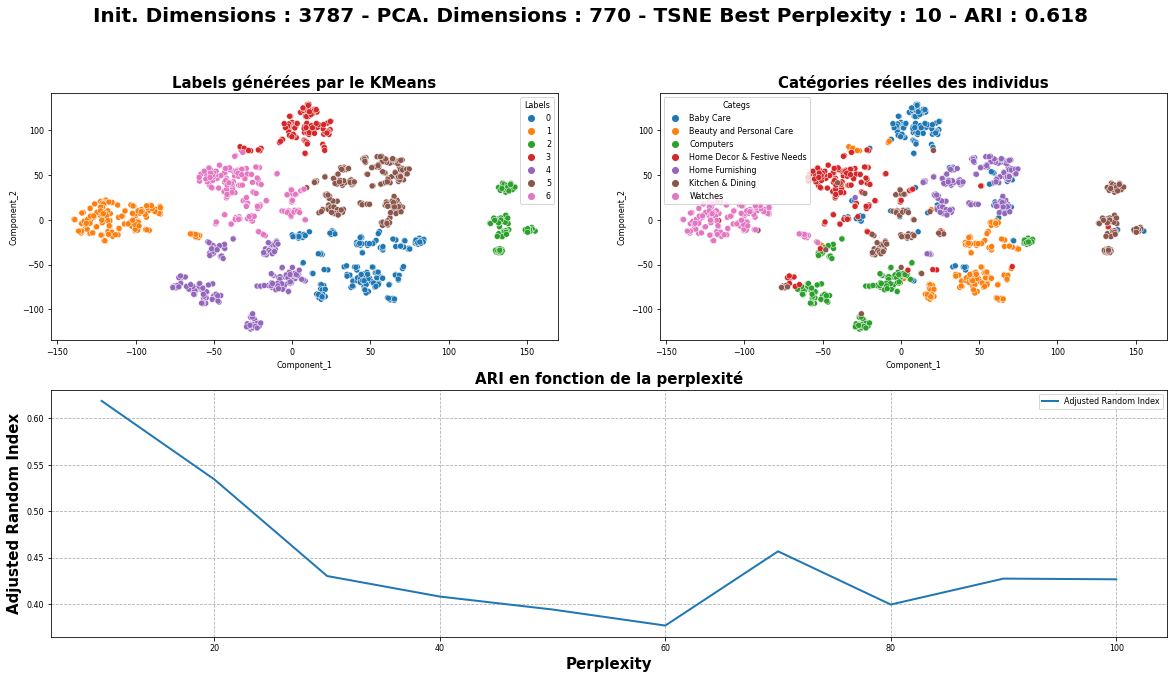 Init. Dimensions : 3787 - PCA. Dimensions : 770 - TSNE Best Perplexity : 10 - ARI : 0.618
Labels générées par le KMeans
Component_2
100
50
0
−50
−100
−150
−100
−50
0
50
100
150
Component_1
Labels
0
1
2
3
4
5
6
Catégories réelles des individus
Component_2
100
50
0
−50
−100
−150
−100
−50
0
50
100
150
Component_1
Categs
Baby Care
Beauty and Personal Care
Computers
Home Decor & Festive Needs
Home Furnishing
Kitchen & Dining
Watches
ARI en fonction de la perplexité
Adjusted Random Index
0.60
0.55
0.50
0.45
0.40
20
40
60
80
100
Perplexity
Adjusted Random Index